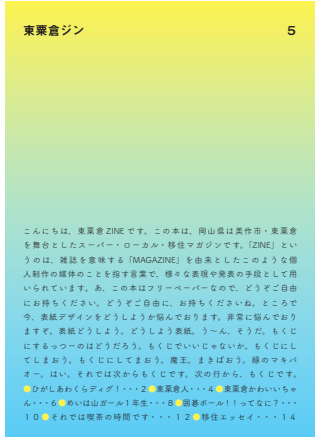 東粟倉ジン 5
こんにちは、東粟倉ZINEです。この本は、岡山県は美作市・東粟倉
を舞台としたスーパー・ローカル・移住マガジンです。「ZINE」とい
うのは、雑誌を意味する「MAGAZINE」を由来としたこのような個
人制作の媒体のことを指す言葉で、様々な表現や発表の手段として用
いられています。あ、この本はフリーペーパーなので、どうぞご自由
にお持ちください。どうぞご自由に、お持ちくださいね。ところで
今、表紙デザインをどうしようか悩んでおります。非常に悩んでおり
ますぞ。表紙どうしよう。どうしよう表紙。う〜ん、そうだ。もくじ
にするっつーのはどうだろう。もくじでいいじゃないか。もくじにし
てしまおう。もくじにしてまおう。魔王。まきばおう。緑のマキバ
オー。はい。それでは次からもくじです。次の行から、もくじです。
●ひがしあわくらディグ！・・・2 ●東粟倉人・・・4 ●東粟倉かわいいちゃ
ん・・・6 ●めいは山ガール1年生・・・8 ●囲碁ボール！！ってなに？・・・
10 ●それでは喫茶の時間です・・・12 ●移住エッセイ・・・14